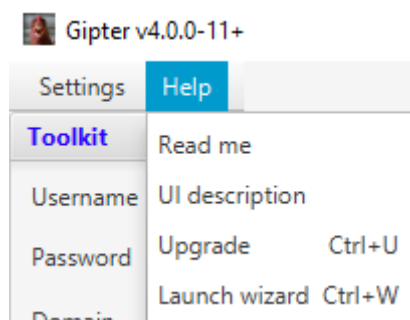 Gipter v4.0.0-11+
Settings Help
Toolkit
Read me
Username
UI description
Password
Upgrade Ctrl+U
Domain
Launch wizard Ctrl+W